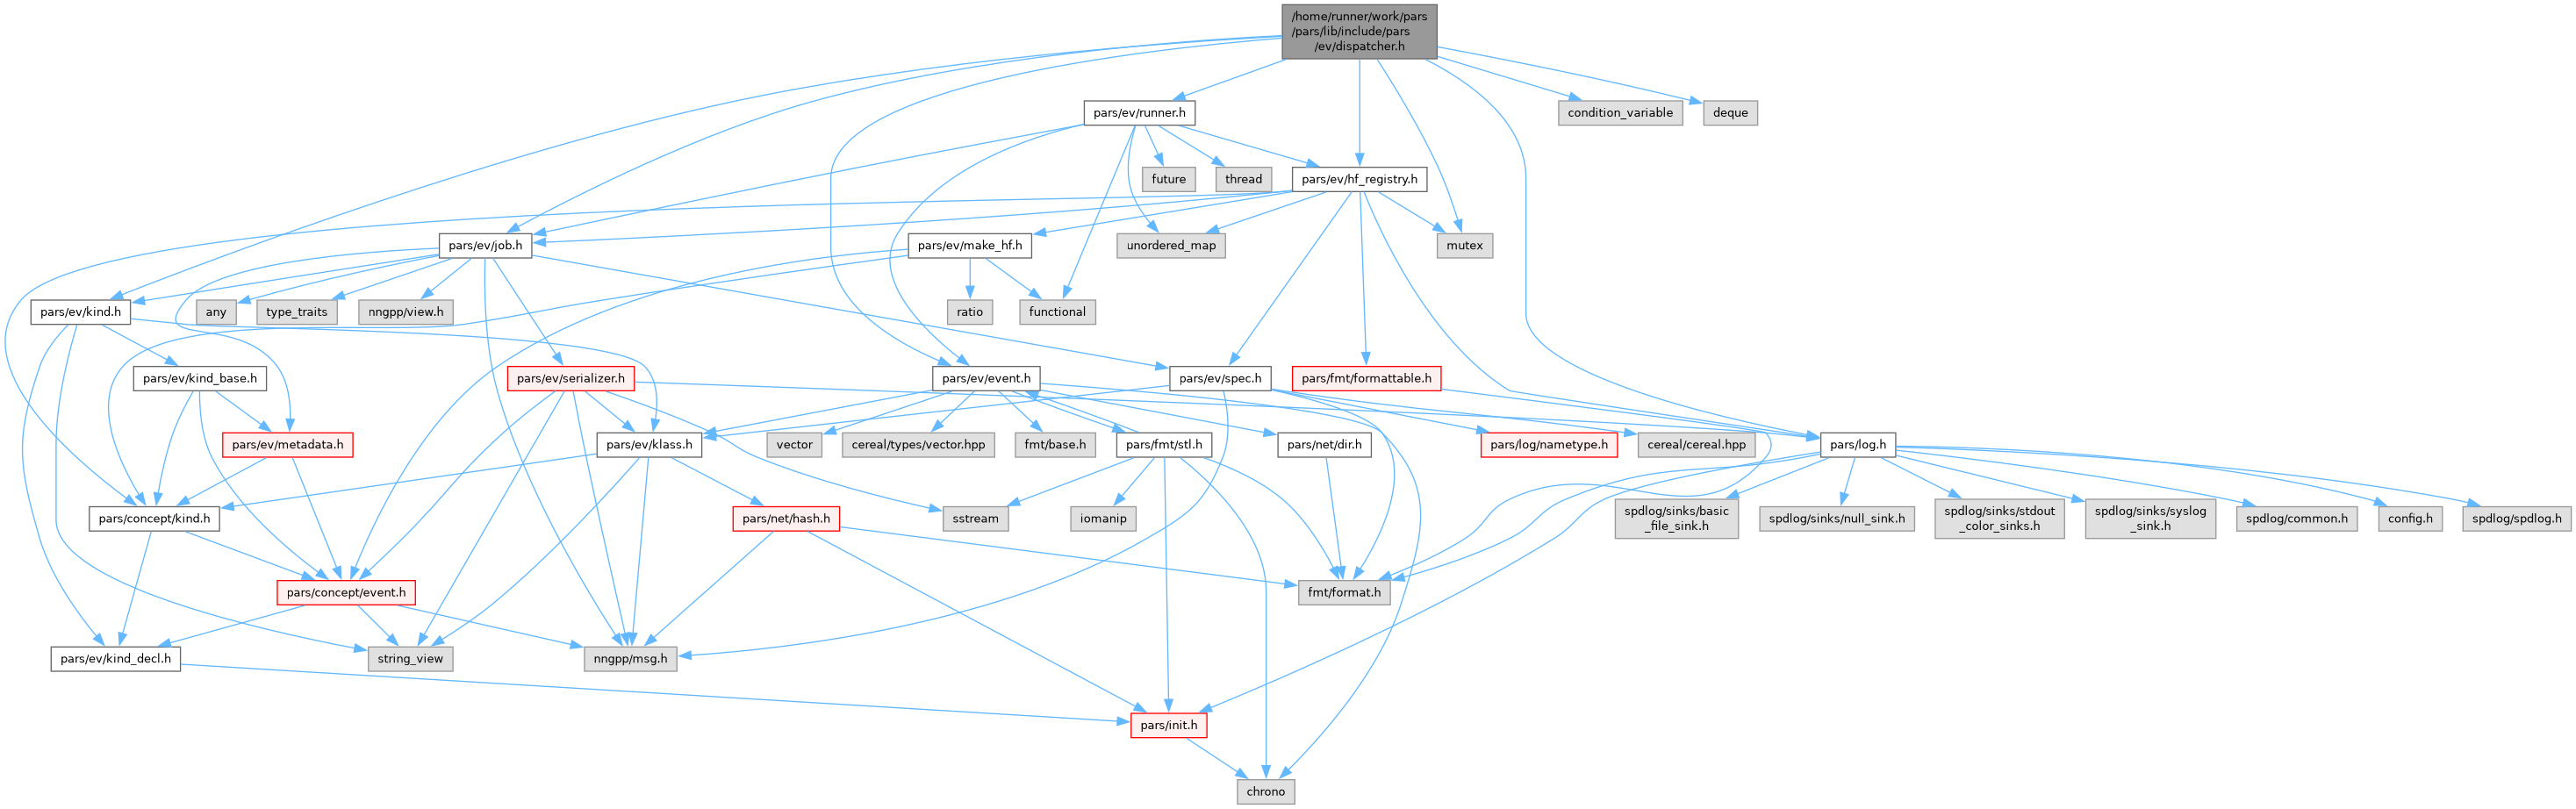 /home/runner/work/pars
/pars/lib/include/pars
/ev/dispatcher.h
pars/ev/runner.h
condition_variable
deque
future
thread
pars/ev/hf_registry.h
pars/ev/job.h
pars/ev/make_hf.h
unordered_map
mutex
pars/ev/kind.h
any
type_traits
nngpp/view.h
ratio
functional
pars/ev/kind_base.h
pars/ev/serializer.h
pars/ev/event.h
pars/ev/spec.h
pars/fmt/formattable.h
pars/ev/metadata.h
pars/ev/klass.h
vector
cereal/types/vector.hpp
fmt/base.h
pars/fmt/stl.h
pars/net/dir.h
pars/log/nametype.h
cereal/cereal.hpp
pars/log.h
pars/concept/kind.h
pars/net/hash.h
sstream
iomanip
spdlog/sinks/basic
_file_sink.h
spdlog/sinks/null_sink.h
spdlog/sinks/stdout
_color_sinks.h
spdlog/sinks/syslog
_sink.h
spdlog/common.h
config.h
spdlog/spdlog.h
pars/concept/event.h
fmt/format.h
pars/ev/kind_decl.h
string_view
nngpp/msg.h
pars/init.h
chrono